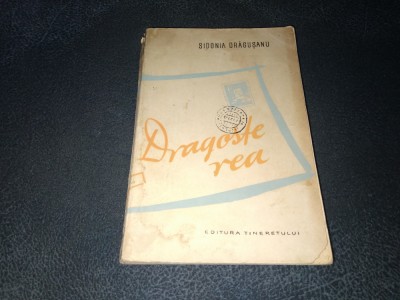 SIDONIA DRĂGUȘANU
Dragoste
rea
EDITURA TINERETULUI